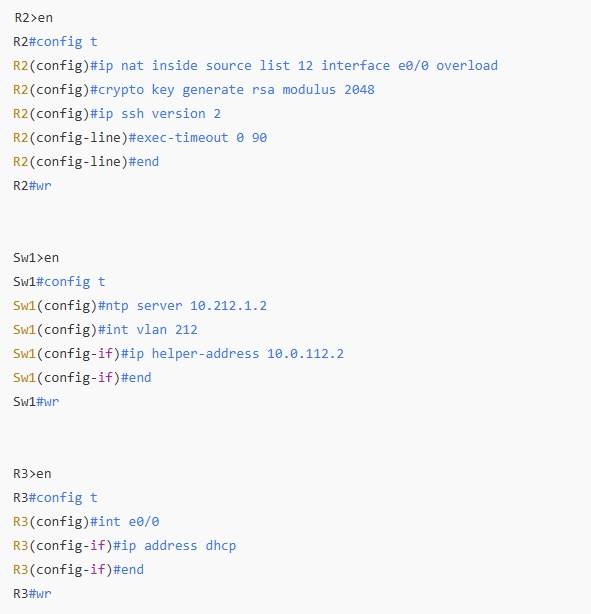 R2>en
R2#config t
R2(config)#ip nat inside source list 12 interface e0/0 overload
R2(config)#crypto key generate rsa modulus 2048
R2(config)#ip ssh version 2
R2(config-line)#exec-timeout 0 90
R2(config-line)#end
R2#wr
Sw1>en
Sw1#config t
Sw1(config)#ntp server 10.212.1.2
Sw1(config)#int vlan 212
Sw1(config-if)#ip helper-address 10.0.112.2
Sw1(config-if)#end
Sw1#wr
R3>en
R3#config t
R3(config)#int e0/0
R3(config-if)#ip address dhcp
R3(config-if)#end
R3#wr